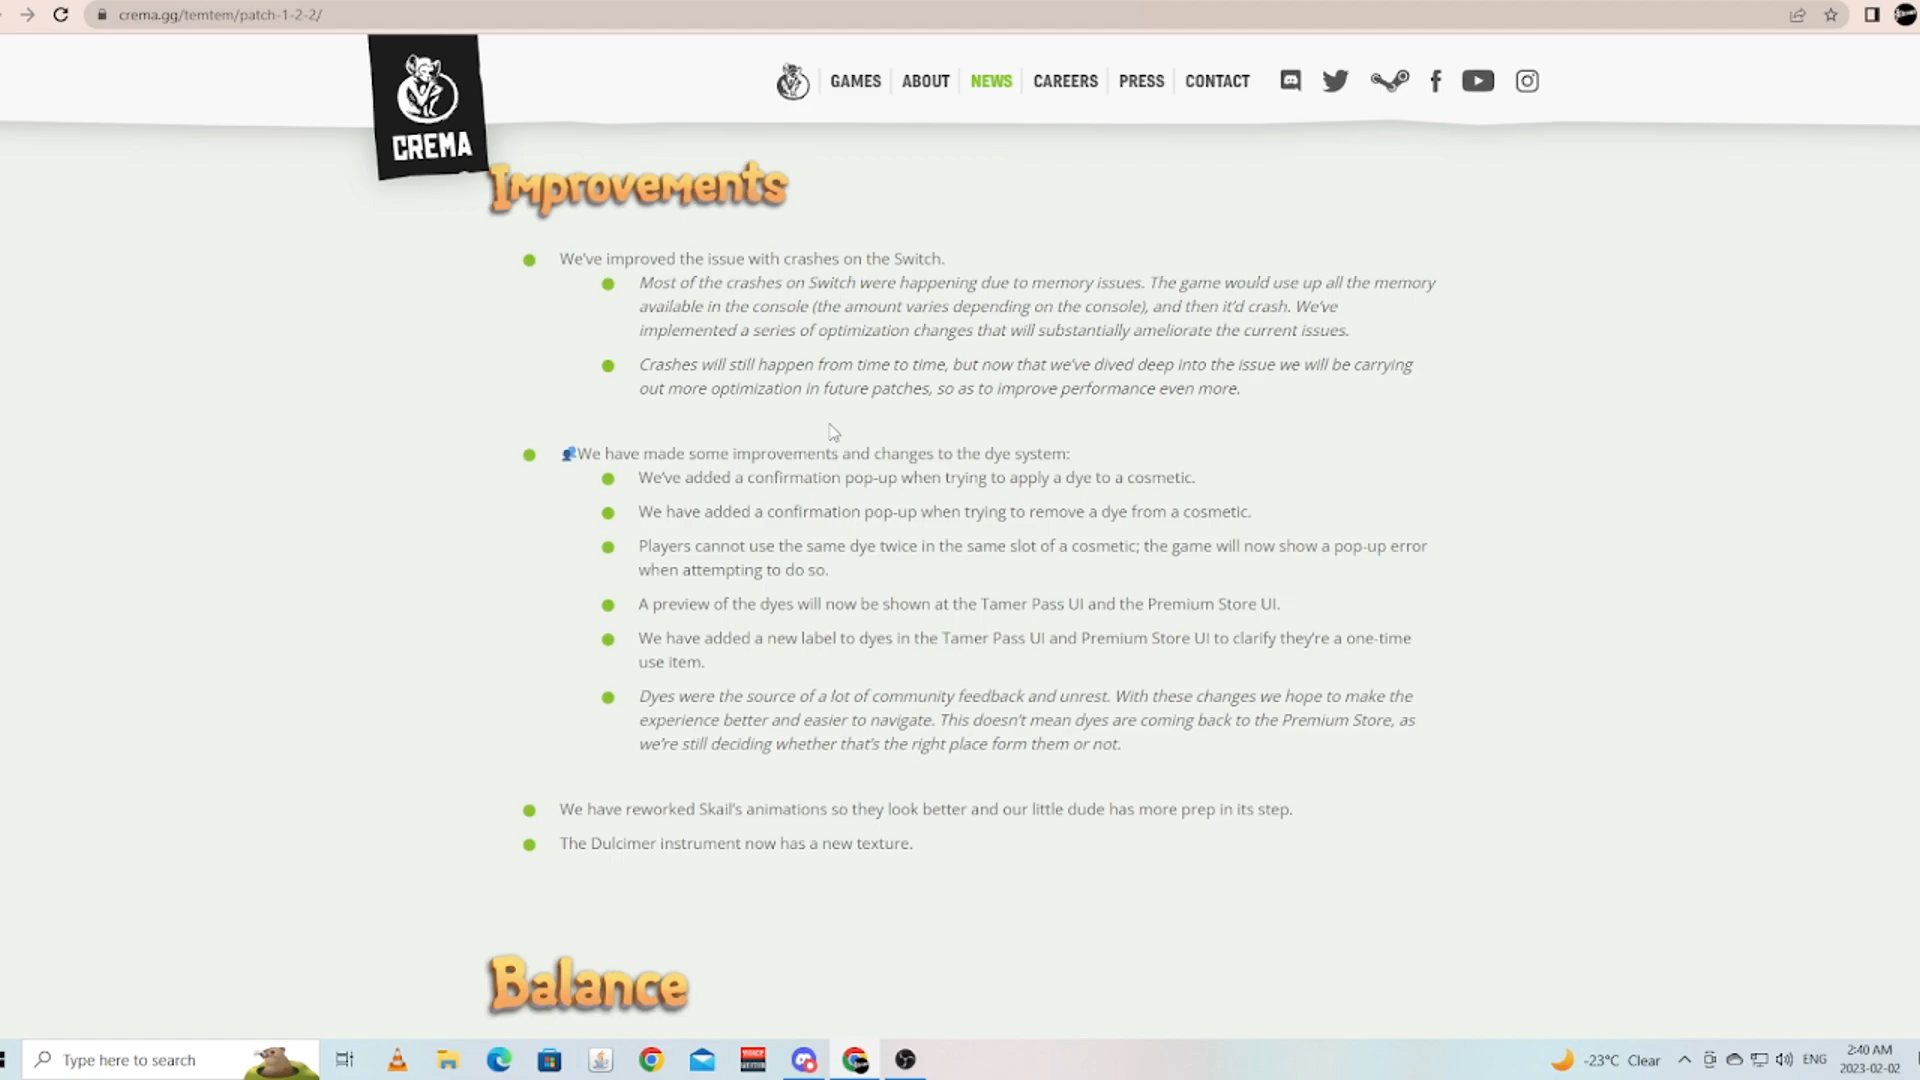 crema.gg/temtem/patch-1-2-2/
CREMA
GAMES ABOUT NEWS CAREERS PRESS CONTACT
Improvements
We've improved the issue with crashes on the Switch.
Most of the crashes on Switch were happening due to memory issues. The game would use up all the memory
available in the console (the amount varies depending on the console), and then it'd crash. We've
implemented a series of optimization changes that will substantially ameliorate the current issues.
Crashes will still happen from time to time, but now that we've dived deep into the issue we will be carrying
out more optimization in future patches, so as to improve performance even more.
We have made some improvements and changes to the dye system:
We've added a confirmation pop-up when trying to apply a dye to a cosmetic.
We have added a confirmation pop-up when trying to remove a dye from a cosmetic.
Players cannot use the same dye twice in the same slot of a cosmetic; the game will now show a pop-up error
when attempting to do so.
A preview of the dyes will now be shown at the Tamer Pass UI and the Premium Store UI.
We have added a new label to dyes in the Tamer Pass UI and Premium Store UI to clarify they're a one-time
use item.
Dyes were the source of a lot of community feedback and unrest. With these changes we hope to make the
experience better and easier to navigate. This doesn't mean dyes are coming back to the Premium Store, as
we're still deciding whether that's the right place form them or not.
We have reworked Skail's animations so they look better and our little dude has more prep in its step.
The Dulcimer instrument now has a new texture.
Balance
Type here to search
-23°C Clear
ENG
2:40 AM
2023-02-02